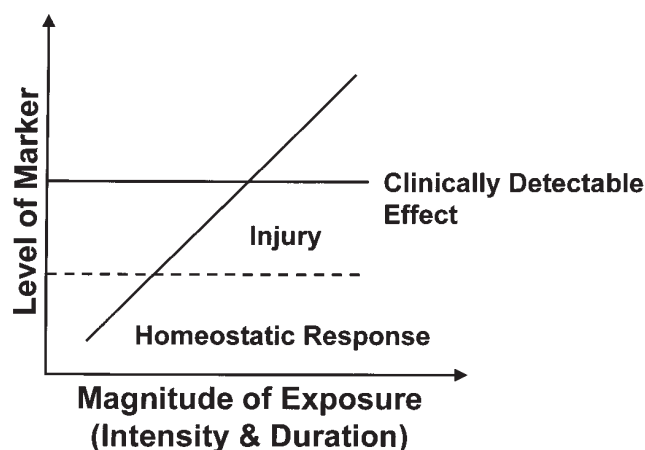 Level of Marker
Clinically Detectable
Effect
Injury
Homeostatic Response
Magnitude of Exposure
(Intensity & Duration)